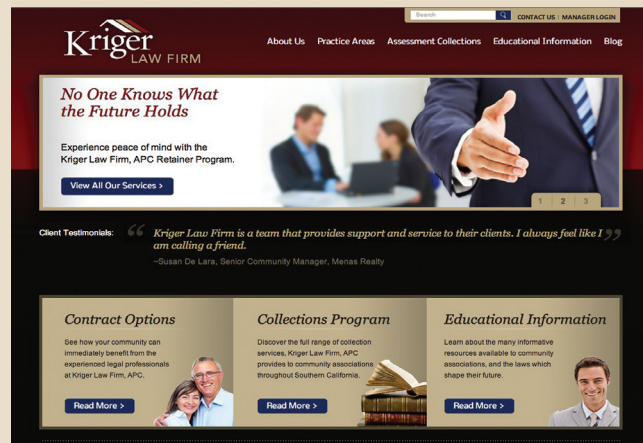 Search
CONTACT US | MANAGER LOGIN
Kriger
LAW FIRM
About Us Practice Areas Assessment Collections Educational Information Blog
No One Knows What
the Future Holds
Experience peace of mind with the
Kriger Law Firm, APC Retainer Program.
View All Our Services >
1 2 3
Client Testimonials:
“ Kriger Law Firm is a team that provides support and service to their clients. I always feel like I ”
am calling a friend.
~Susan De Lara, Senior Community Manager, Menas Realty
Contract Options
See how your community can
immediately benefit from the
experienced legal professionals
at Kriger Law Firm, APC.
Read More >
Collections Program
Discover the full range of collection
services, Kriger Law Firm, APC
provides to community associations
throughout Southern California.
Read More >
Educational Information
Learn about the many informative
resources available to community
associations, and the laws which
shape their future.
Read More >